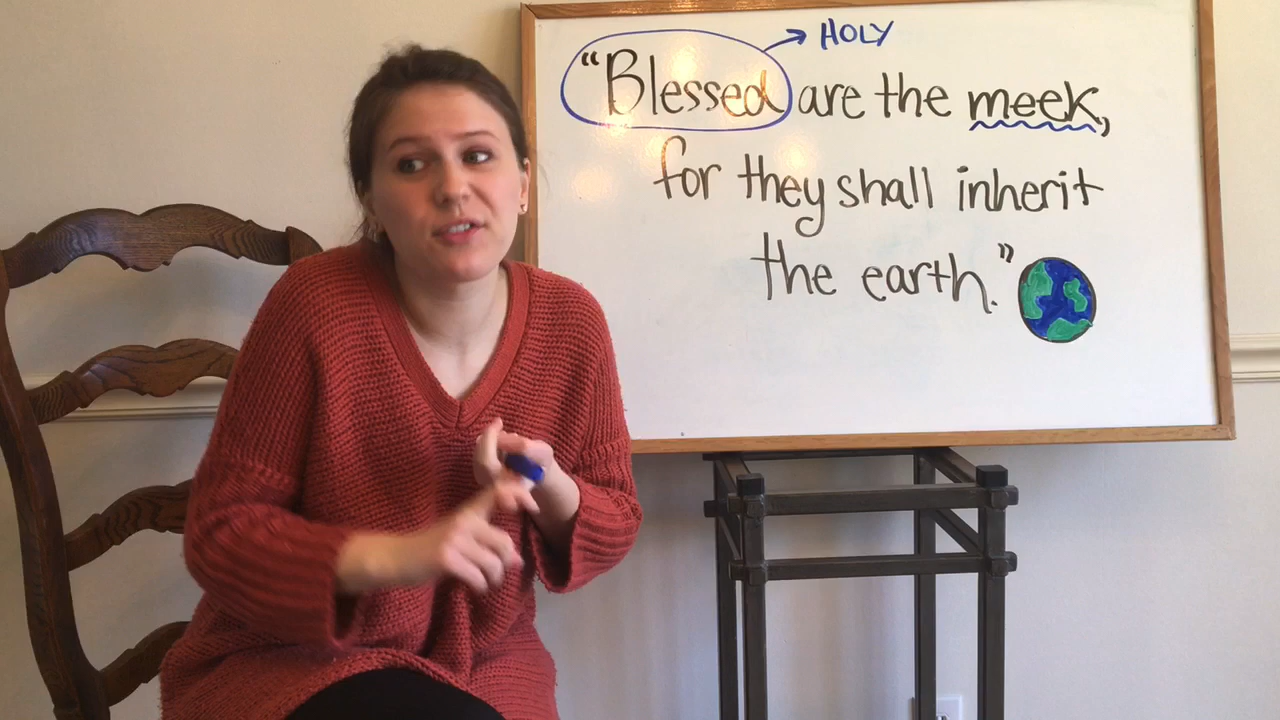 HOLY
"Blessed are the meek,
for they shall inherit
the earth."